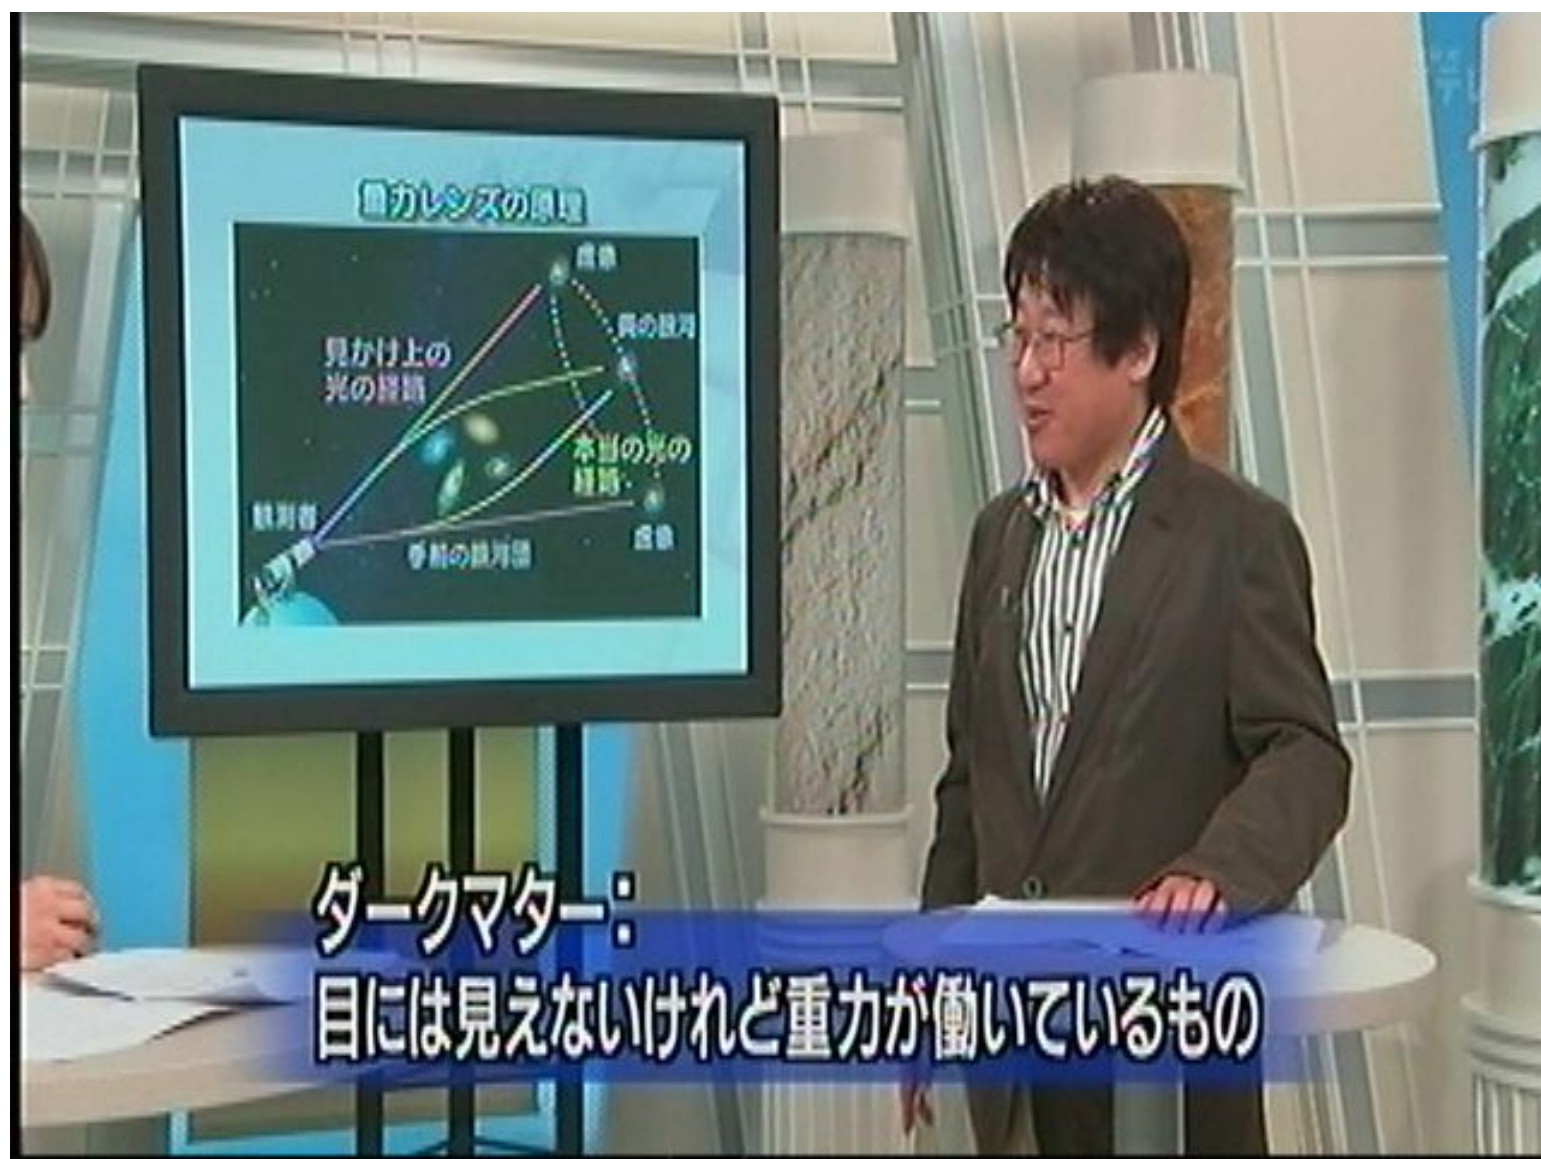 重力レンズの原理
虚像
奥の銀河
見かけ上の
光の経路
本当の光の
経路
観測者
虚像
手前の銀河団
ダークマター：
目には見えないけれど重力が働いているもの